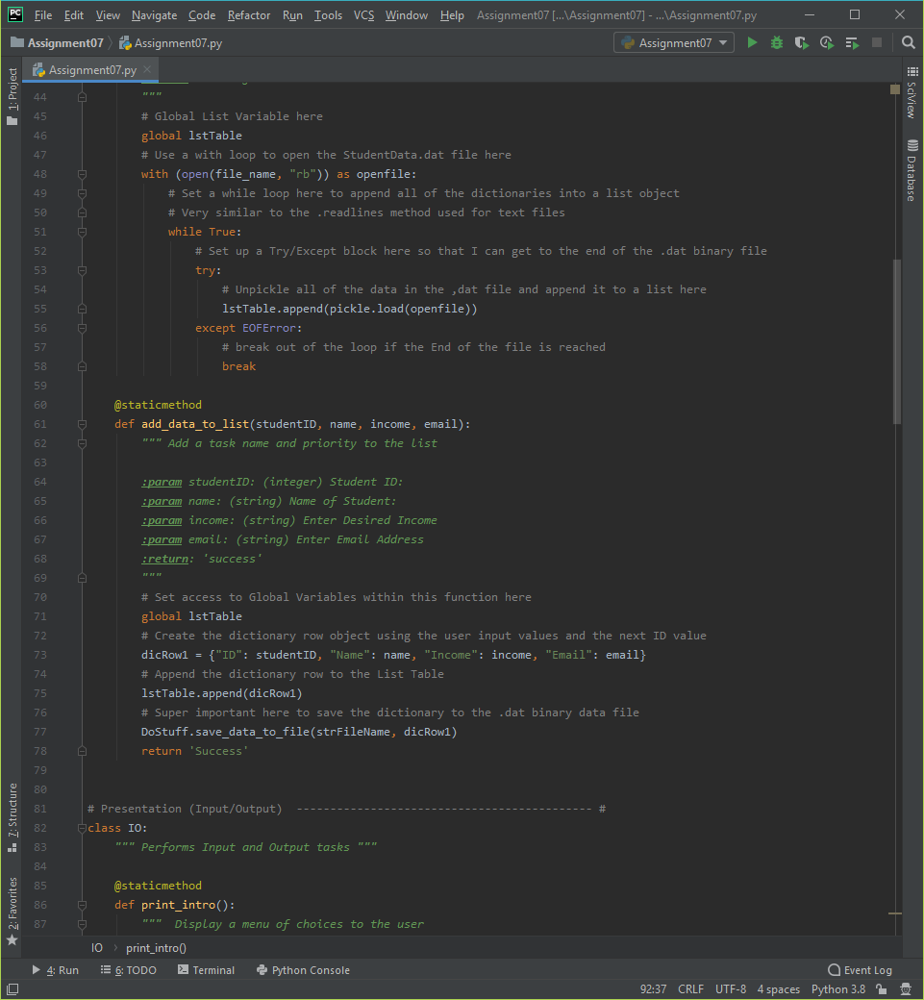 PC File Edit View Navigate Code Refactor Run Tools VCS Window Help Assignment07 [...\Assignment07] - ...\Assignment07.py
Assignment07 Assignment07.py Assignment07
1: Project
Assignment07.py
44 """
45 # Global List Variable here
46 global lstTable
47 # Use a with loop to open the StudentData.dat file here
48 with (open(file_name, "rb")) as openfile:
49 # Set a while loop here to append all of the dictionaries into a list object
50 # Very similar to the .readlines method used for text files
51 while True:
52 # Set up a Try/Except block here so that I can get to the end of the .dat binary file
53 try:
54 # Unpickle all of the data in the ,dat file and append it to a list here
55 lstTable.append(pickle.load(openfile))
56 except EOFError:
57 # break out of the loop if the End of the file is reached
58 break
59
60 @staticmethod
61 def add_data_to_list(studentID, name, income, email):
62 """ Add a task name and priority to the list
63
64 :param studentID: (integer) Student ID:
65 :param name: (string) Name of Student:
66 :param income: (string) Enter Desired Income
67 :param email: (string) Enter Email Address
68 :return: 'success'
69 """
70 # Set access to Global Variables within this function here
71 global lstTable
72 # Create the dictionary row object using the user input values and the next ID value
73 dicRow1 = {"ID": studentID, "Name": name, "Income": income, "Email": email}
74 # Append the dictionary row to the List Table
75 lstTable.append(dicRow1)
76 # Super important here to save the dictionary to the .dat binary data file
77 DoStuff.save_data_to_file(strFileName, dicRow1)
78 return 'Success'
79
80
81 # Presentation (Input/Output) -------------------------------------------- #
82 class IO:
83 """ Performs Input and Output tasks """
84
85 @staticmethod
86 def print_intro():
87 """ Display a menu of choices to the user
SciView
Database
7: Structure
2: Favorites
IO print_intro()
4: Run 6: TODO Terminal Python Console Event Log
92:37 CRLF UTF-8 4 spaces Python 3.8